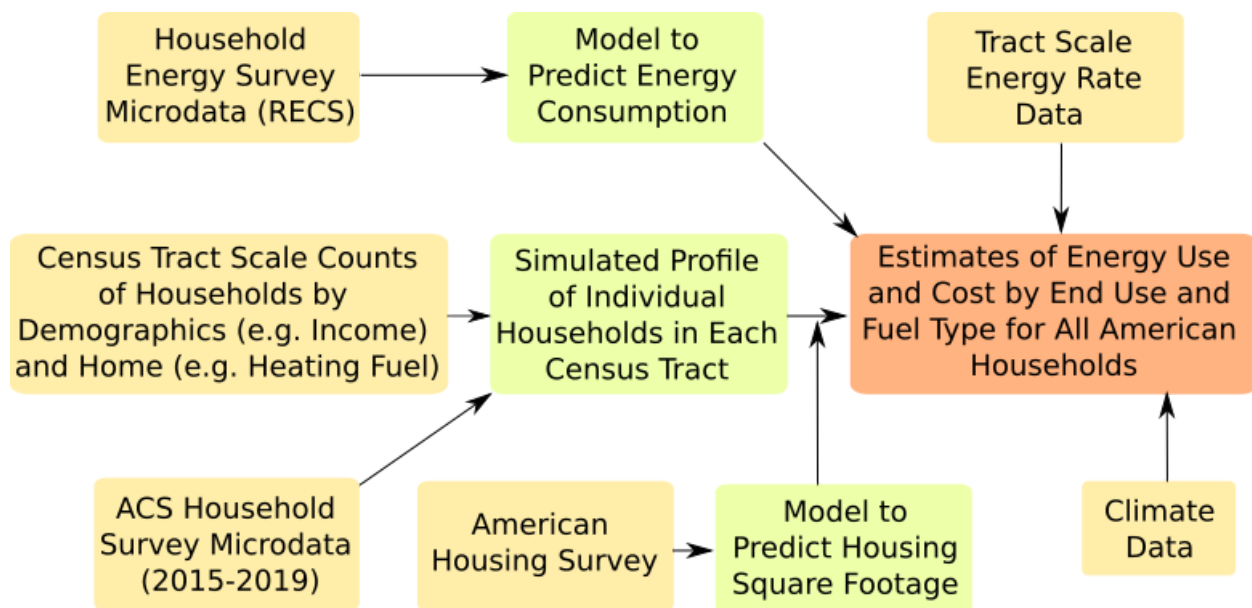 Household
Energy Survey
Microdata (RECS)
Model to
Predict Energy
Consumption
Tract Scale
Energy Rate
Data
Census Tract Scale Counts
of Households by
Demographics (e.g. Income)
and Home (e.g. Heating Fuel)
Simulated Profile
of Individual
Households in Each
Census Tract
Estimates of Energy Use
and Cost by End Use and
Fuel Type for All American
Households
ACS Household
Survey Microdata
(2015-2019)
American
Housing Survey
Model to
Predict Housing
Square Footage
Climate
Data